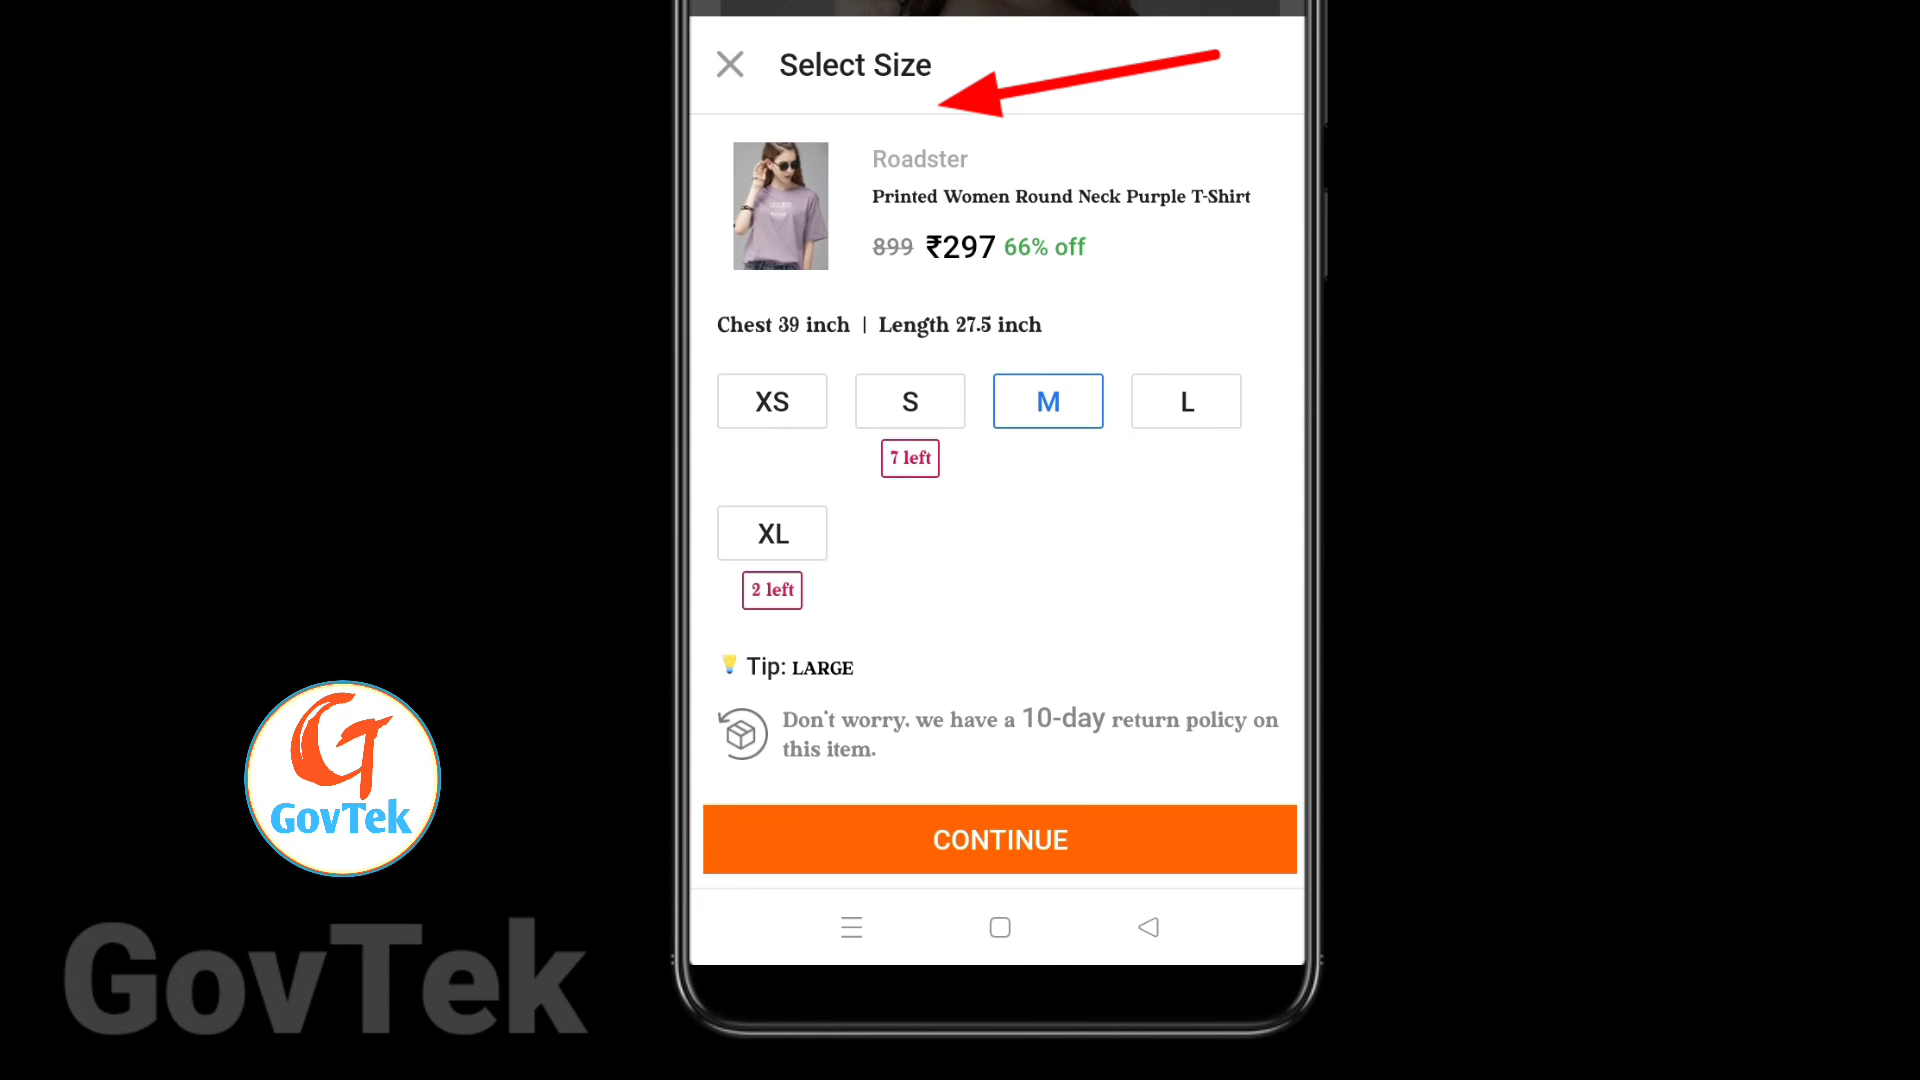 Select Size
Roadster
Printed Women Round Neck Purple T-Shirt
899 ₹297 66% off
Chest 39 inch | Length 27.5 inch
XS S M L
7 left
XL
2 left
Tip: LARGE
Don't worry, we have a 10-day return policy on
this item.
CONTINUE
G
GovTek
GovTek